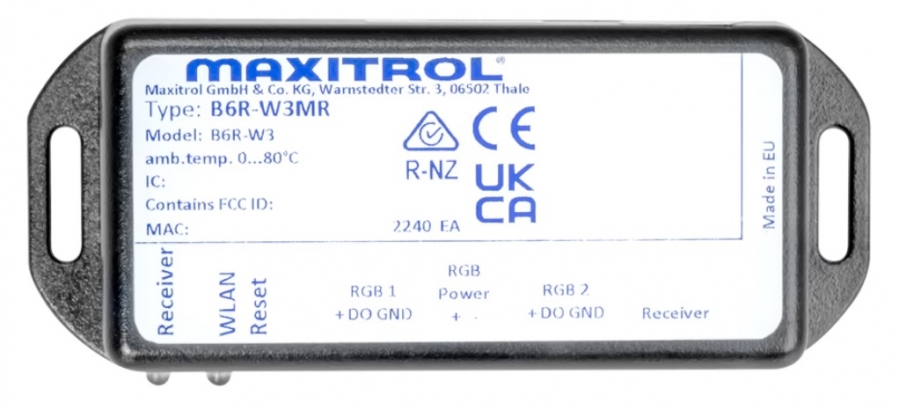 MAXITROL®
Maxitrol GmbH & Co. KG, Warnstedter Str. 3, 06502 Thale
Type: B6R-W3MR
Model: B6R-W3
amb.temp. 0...80°C
IC:
Contains FCC ID:
MAC:
2240 EA
R-NZ
CE
UK
CA
Made in EU
Receiver
WLAN
Reset
RGB 1
+ DO GND
RGB
Power
+ -
RGB 2
+ DO GND
Receiver